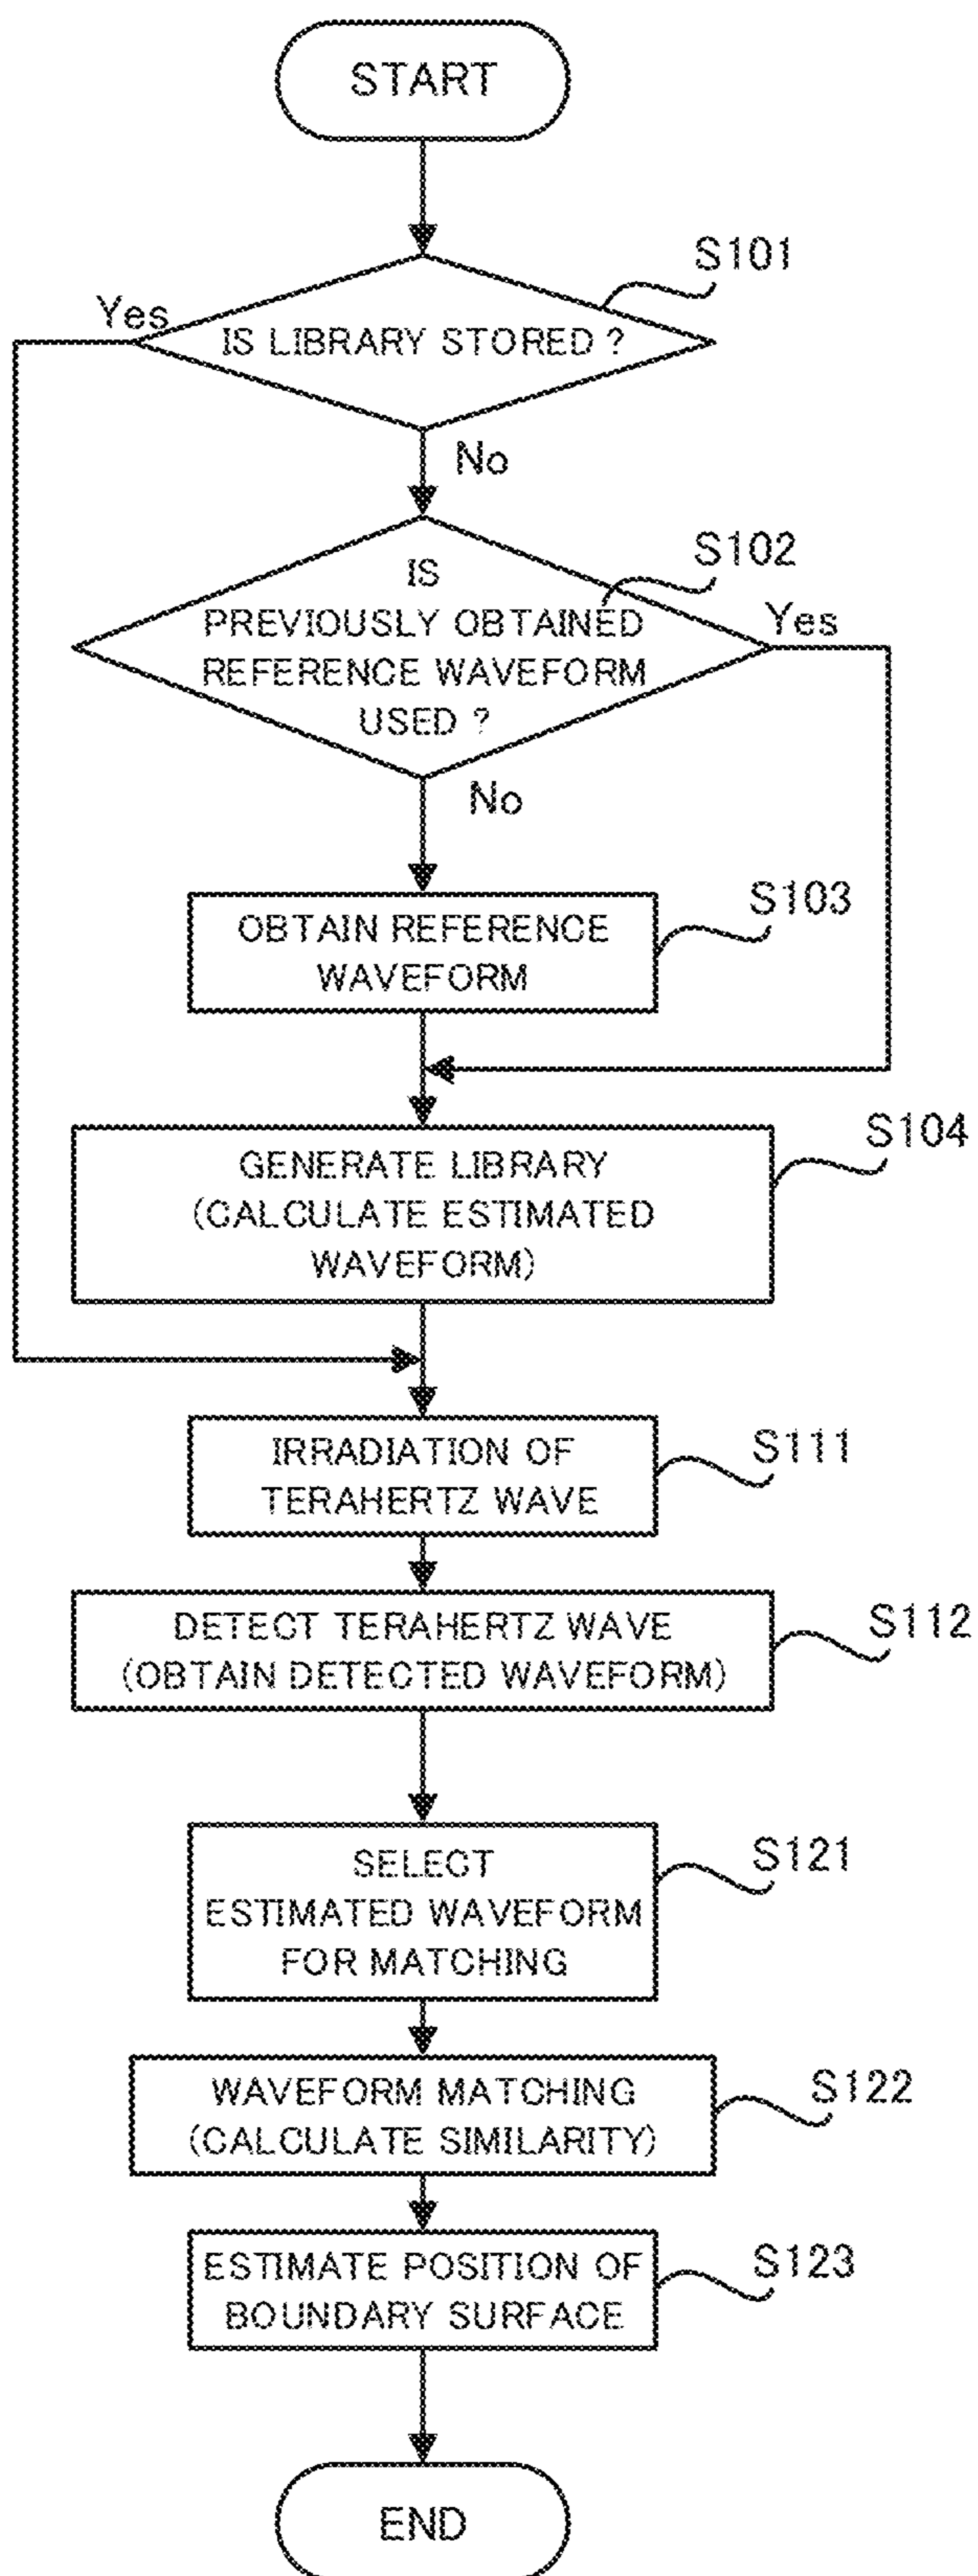 START
S101
Yes
IS LIBRARY STORED ?
No
S102
IS
PREVIOUSLY OBTAINED
REFERENCE WAVEFORM
USED ?
Yes
No
S103
OBTAIN REFERENCE
WAVEFORM
S104
GENERATE LIBRARY
(CALCULATE ESTIMATED
WAVEFORM)
S111
IRRADIATION OF
TERAHERTZ WAVE
S112
DETECT TERAHERTZ WAVE
(OBTAIN DETECTED WAVEFORM)
S121
SELECT
ESTIMATED WAVEFORM
FOR MATCHING
S122
WAVEFORM MATCHING
(CALCULATE SIMILARITY)
S123
ESTIMATE POSITION OF
BOUNDARY SURFACE
END